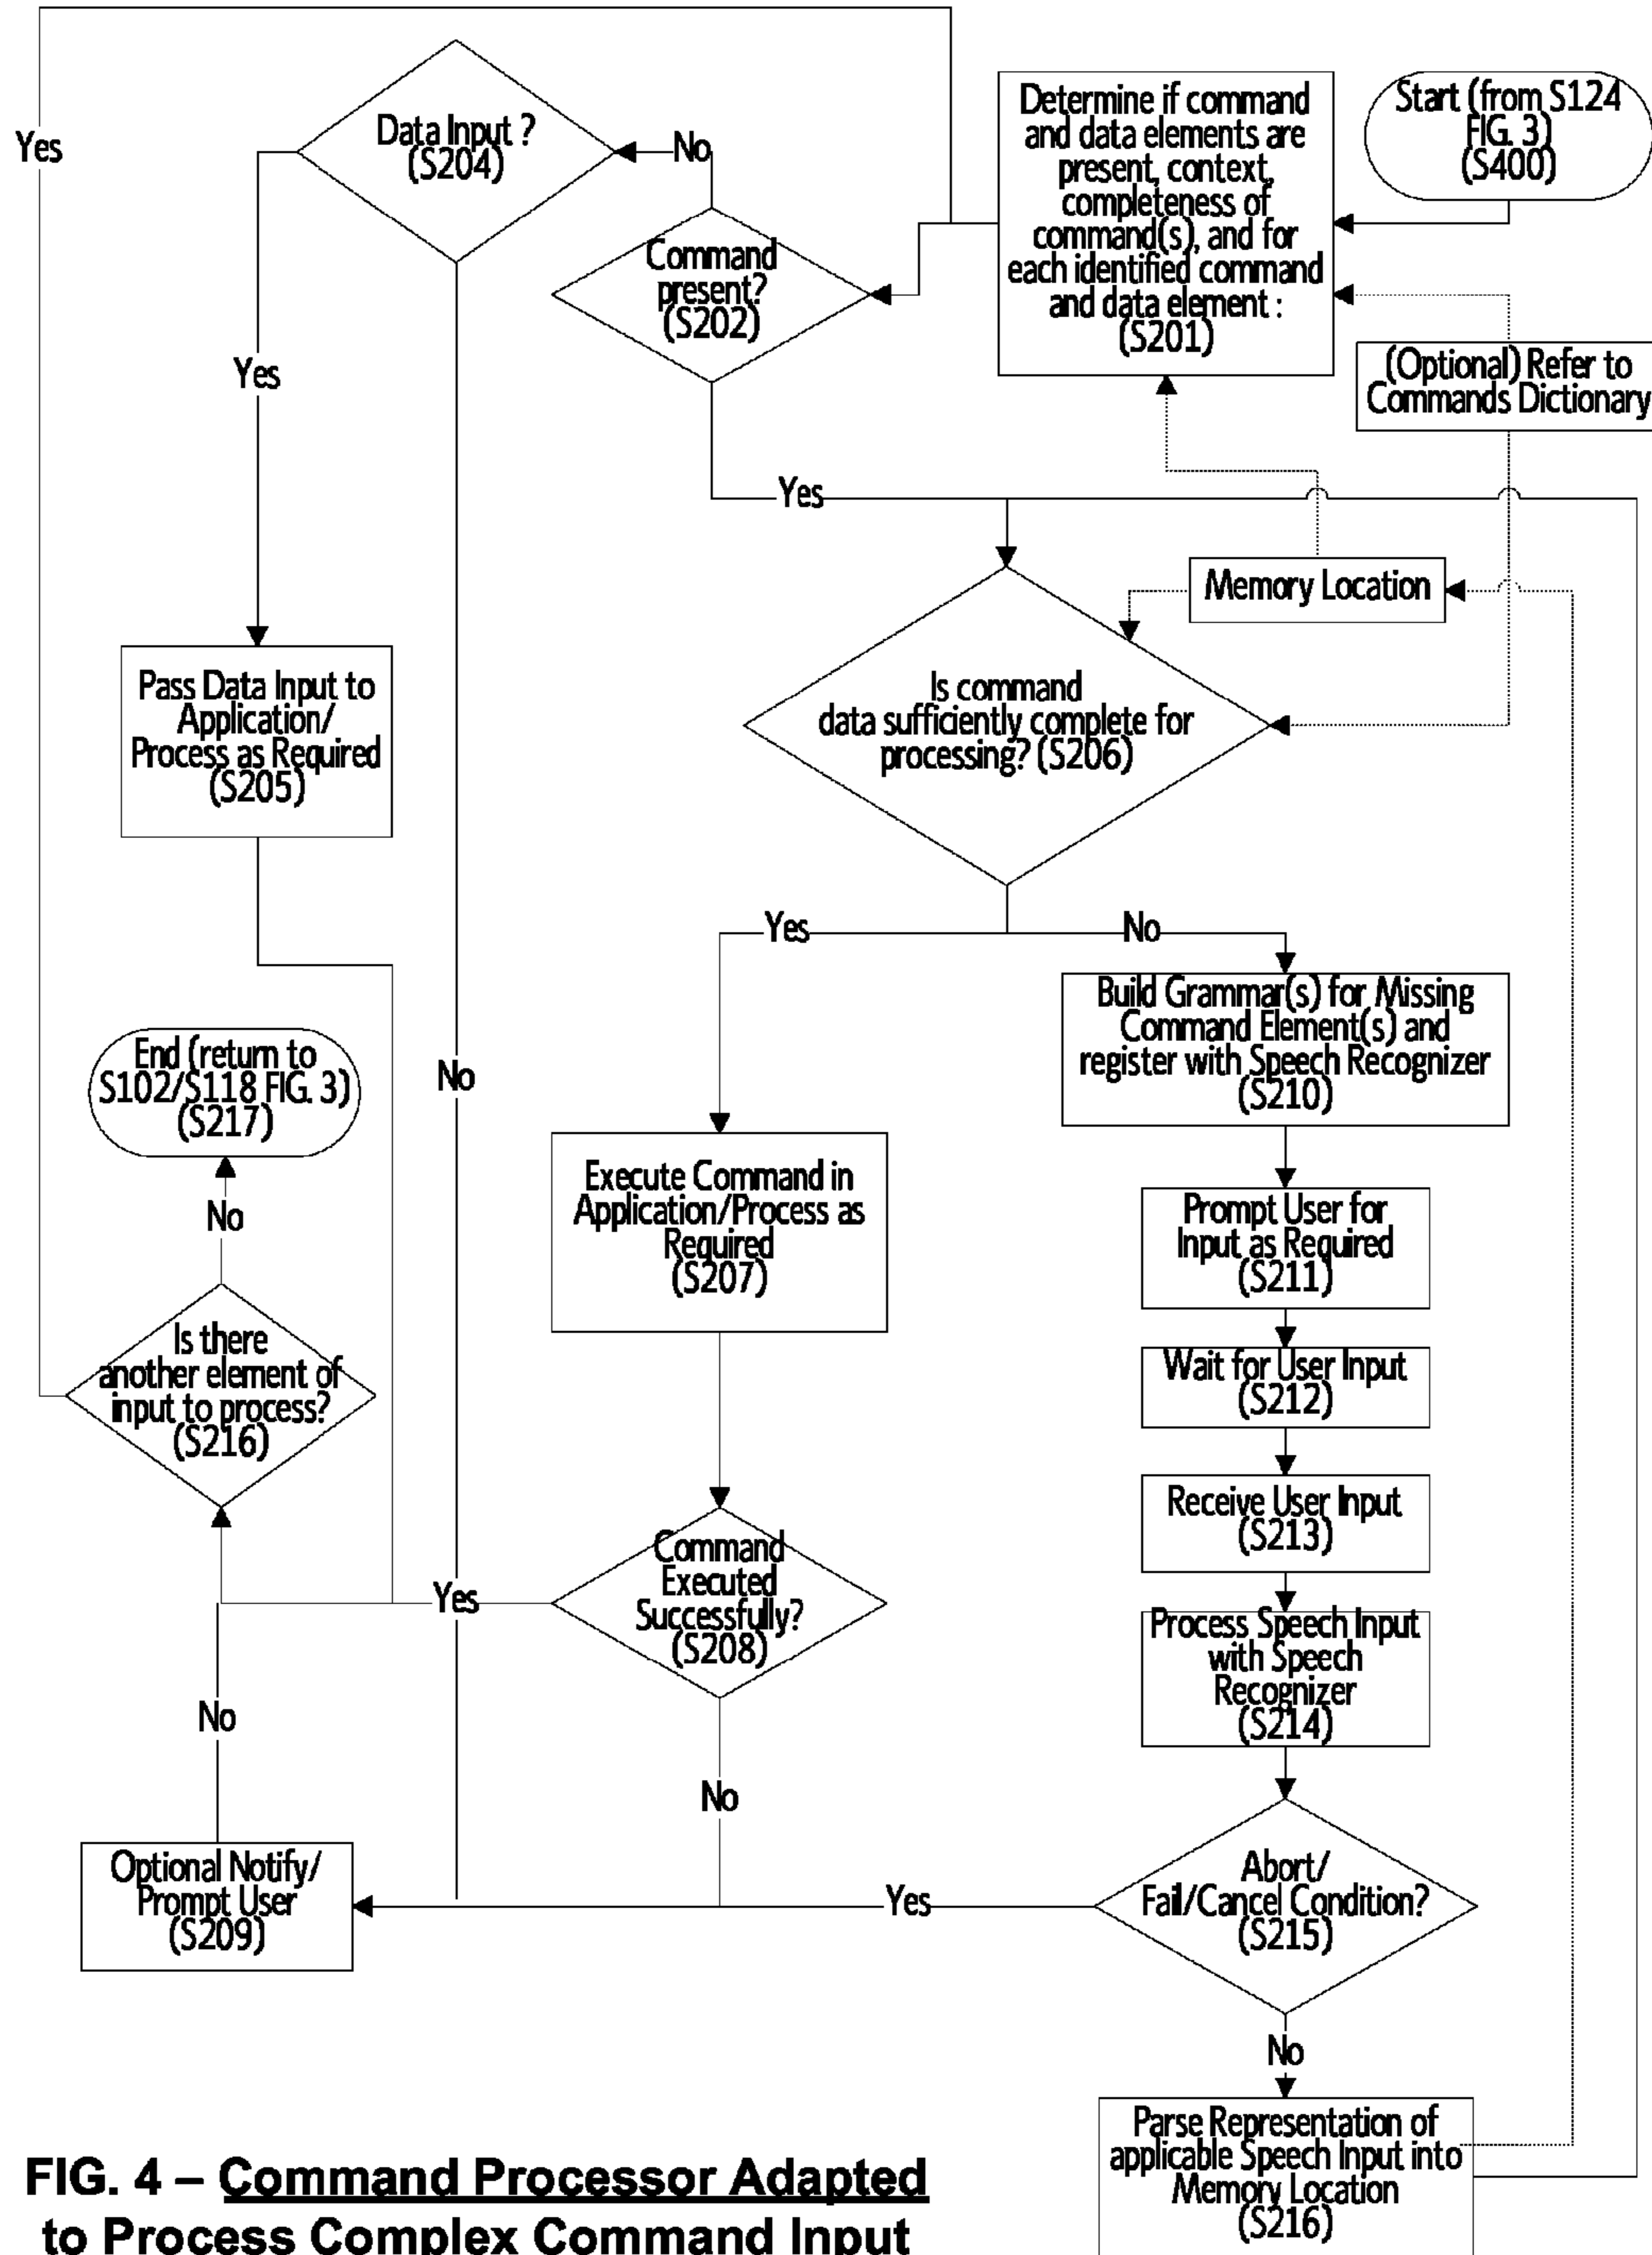 Start (from S124
FIG. 3)
(S400)
Determine if command
and data elements are
present, context,
completeness of
command(s), and for
each identified command
and data element :
(S201)
(Optional) Refer to
Commands Dictionary
Yes
Data Input ?
(S204)
No
Command
present?
(S202)
Yes
Yes
Memory Location
Is command
data sufficiently complete for
processing? (S206)
Pass Data Input to
Application/
Process as Required
(S205)
Yes
No
Build Grammar(s) for Missing
Command Element(s) and
register with Speech Recognizer
(S210)
End (return to
S102/S118 FIG. 3)
(S217)
No
No
Execute Command in
Application/Process as
Required
(S207)
Prompt User for
Input as Required
(S211)
Is there
another element of
input to process?
(S216)
Wait for User Input
(S212)
Receive User Input
(S213)
Command
Executed
Successfully?
(S208)
Yes
Process Speech Input
with Speech
Recognizer
(S214)
No
No
Optional Notify/
Prompt User
(S209)
Yes
Abort/
Fail/Cancel Condition?
(S215)
No
Parse Representation of
applicable Speech Input into
Memory Location
(S216)
FIG. 4 – Command Processor Adapted
to Process Complex Command Input